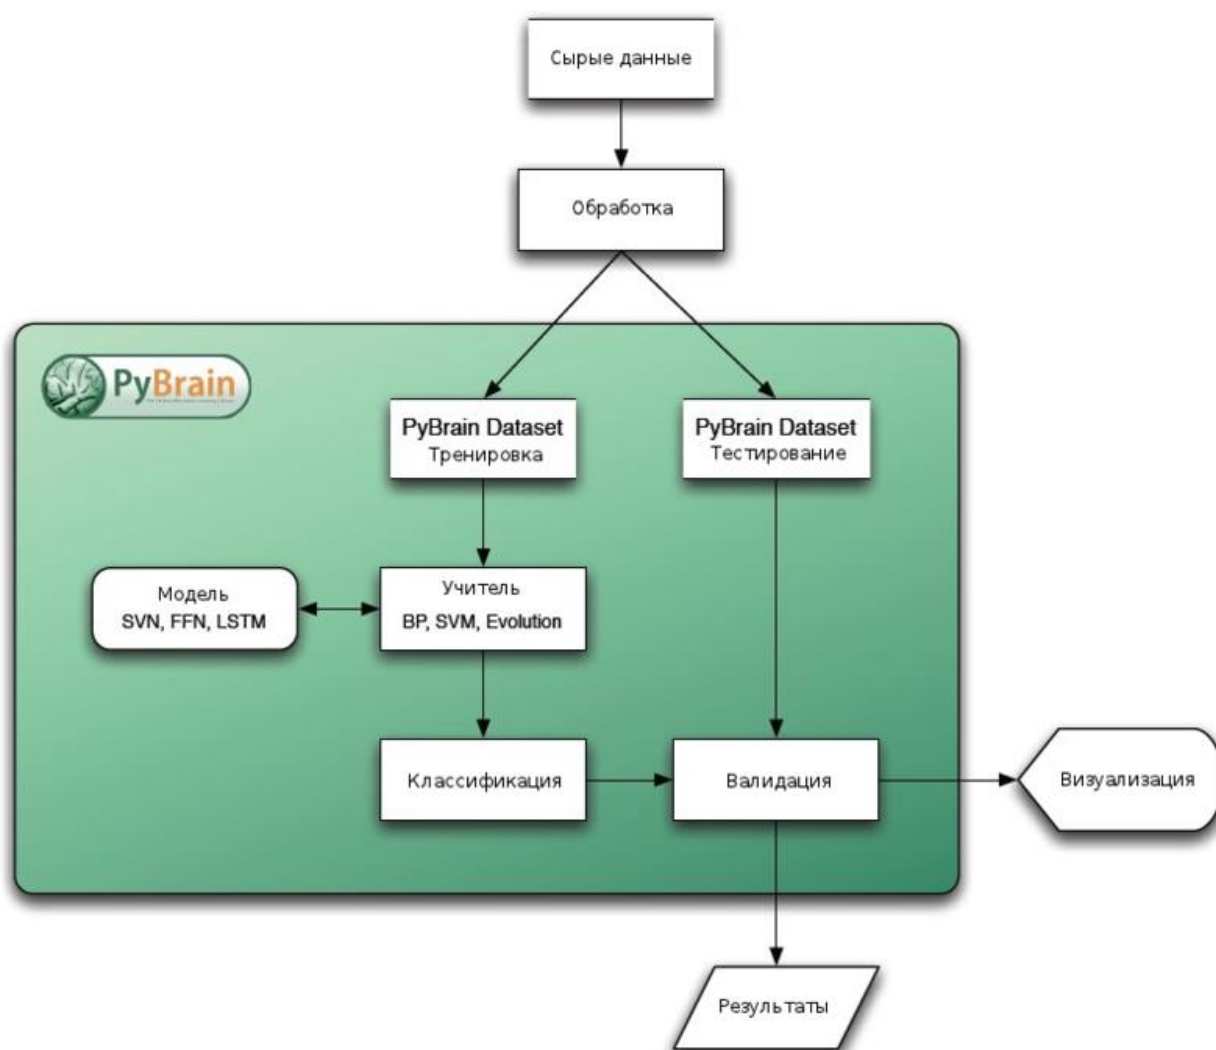 Сырые данные
Обработка
PyBrain
PyBrain Dataset
Тренировка
PyBrain Dataset
Тестирование
Модель
SVN, FFN, LSTM
Учитель
BP, SVM, Evolution
Классификация
Валидация
Визуализация
Результаты